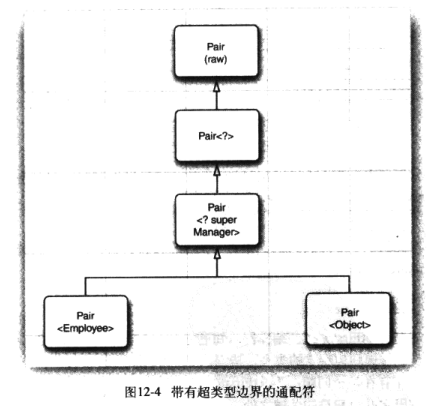 Pair
(raw)
Pair<?>
Pair
<? super
Manager>
Pair
<Employee>
Pair
<Object>
图12-4 带有超类型边界的通配符